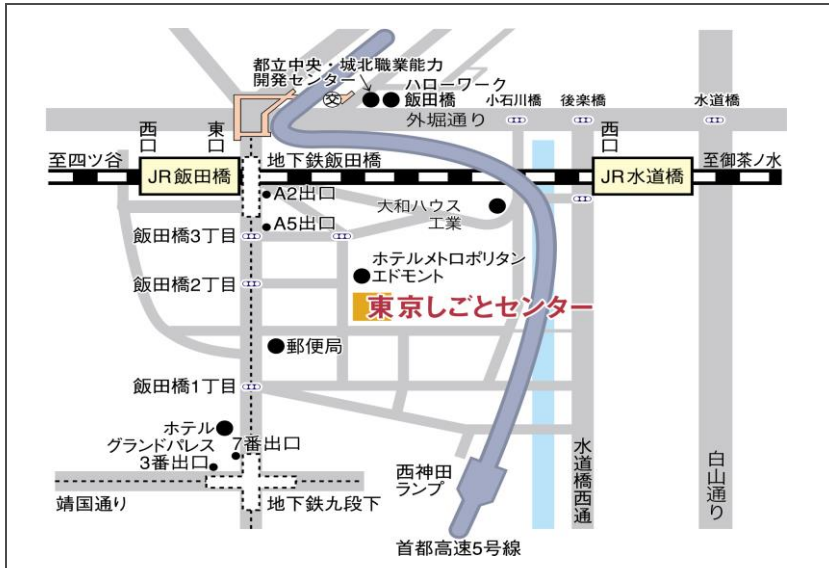 都立中央・城北職業能力
開発センター
ハローワーク
飯田橋
交
小石川橋
後楽橋
水道橋
外堀通り
西口
東口
西口
至四ツ谷
JR飯田橋
地下鉄飯田橋
JR水道橋
至御茶ノ水
A2出口
大和ハウス
工業
A5出口
飯田橋3丁目
ホテルメトロポリタン
エドモント
飯田橋2丁目
東京しごとセンター
郵便局
飯田橋1丁目
ホテル
グランドパレス
7番出口
3番出口
西神田
ランプ
水道橋西通
白山通り
靖国通り
地下鉄九段下
首都高速5号線